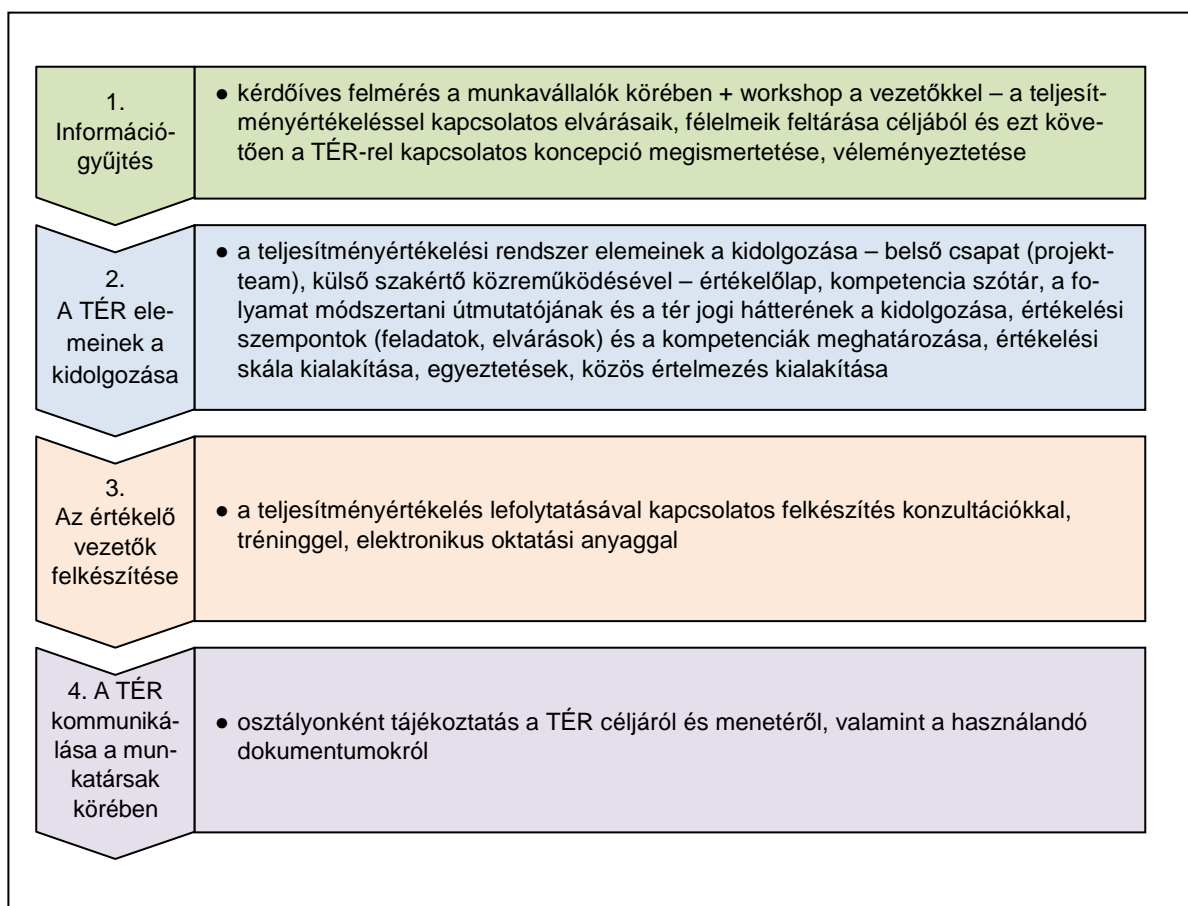 1.
Információ-
gyűjtés
● kérdőíves felmérés a munkavállalók körében + workshop a vezetőkkel – a teljesít-
ményértékeléssel kapcsolatos elvárásaik, félelmeik feltárása céljából és ezt köve-
tően a TÉR-rel kapcsolatos koncepció megismertetése, véleményeztetése
2.
A TÉR ele-
meinek a
kidolgozása
● a teljesítményértékelési rendszer elemeinek a kidolgozása – belső csapat (projekt-
team), külső szakértő közreműködésével – értékelőlap, kompetencia szótár, a fo-
lyamat módszertani útmutatójának és a tér jogi hátterének a kidolgozása, értékelési
szempontok (feladatok, elvárások) és a kompetenciák meghatározása, értékelési
skála kialakítása, egyeztetések, közös értelmezés kialakítása
3.
Az értékelő
vezetők
felkészítése
● a teljesítményértékelés lefolytatásával kapcsolatos felkészítés konzultációkkal,
tréninggel, elektronikus oktatási anyaggal
4. A TÉR
kommuniká-
lása a mun-
katársak
körében
● osztályonként tájékoztatás a TÉR céljáról és menetéről, valamint a használandó
dokumentumokról